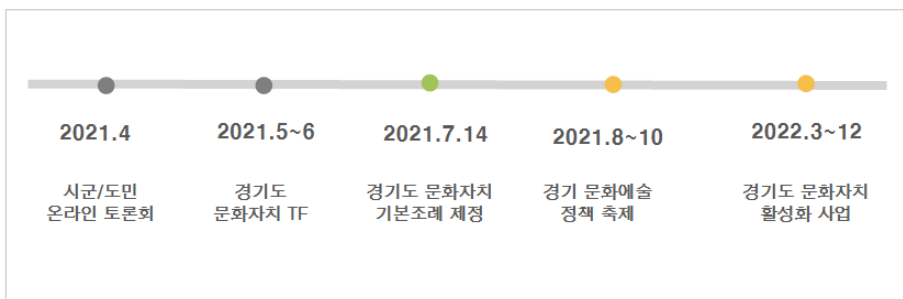 2021.4
시군/도민
온라인 토론회
2021.5~6
경기도
문화자치 TF
2021.7.14
경기도 문화자치
기본조례 제정
2021.8~10
경기 문화예술
정책 축제
2022.3~12
경기도 문화자치
활성화 사업